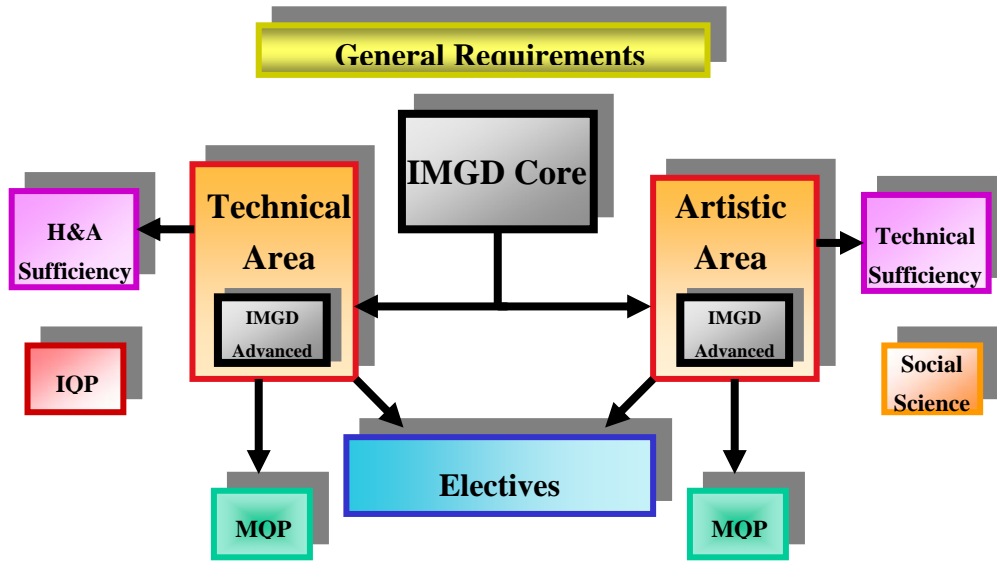 General Requirements
IMGD Core
Technical
Area
IMGD
Advanced
Artistic
Area
IMGD
Advanced
H&A
Sufficiency
Technical
Sufficiency
IQP
Social
Science
Electives
MQP
MQP